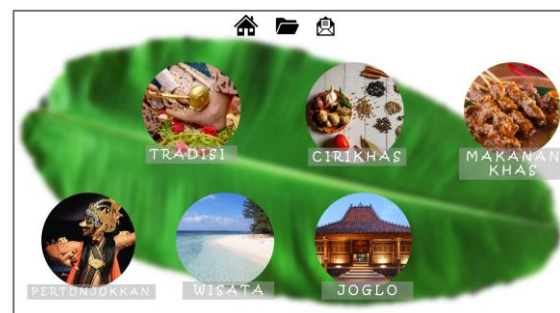 TRADISI
CIRIKHAS
MAKANAN
KHAS
PERTUNJUKKAN
WISATA
JOGLO